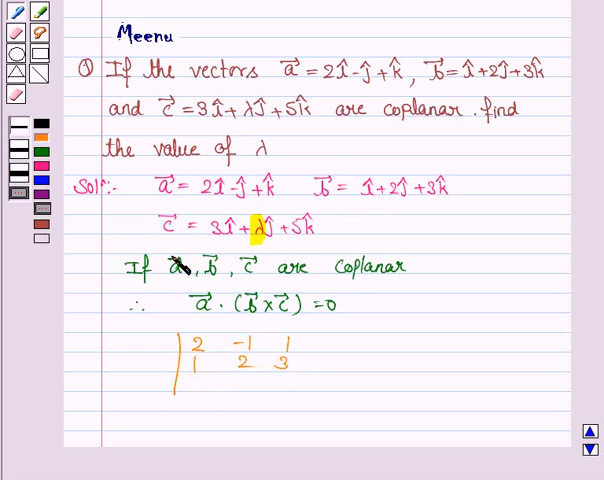 Meenu
① If the vectors a⃗ = 2î - ĵ + k̂, b⃗ = î + 2ĵ + 3k̂
and c⃗ = 3î + λĵ + 5k̂ are coplanar. find
the value of λ
Solⁿ:- a⃗ = 2î - ĵ + k̂ b⃗ = î + 2ĵ + 3k̂
c⃗ = 3î + λĵ + 5k̂
If a⃗, b⃗, c⃗ are coplanar
∴ a⃗ · (b⃗ × c⃗) = 0
| 2 -1 1
1 2 3